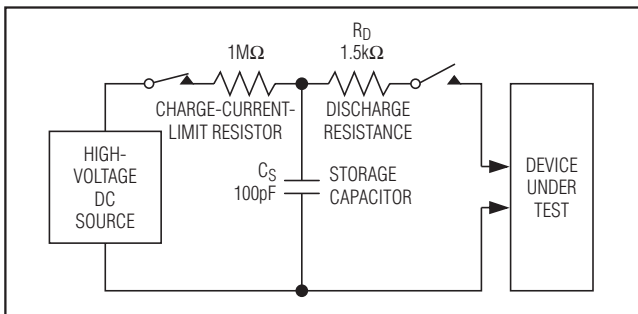 R_D
1MΩ
1.5kΩ
CHARGE-CURRENT-
LIMIT RESISTOR
DISCHARGE
RESISTANCE
HIGH-
VOLTAGE
DC
SOURCE
C_S
100pF
STORAGE
CAPACITOR
DEVICE
UNDER
TEST